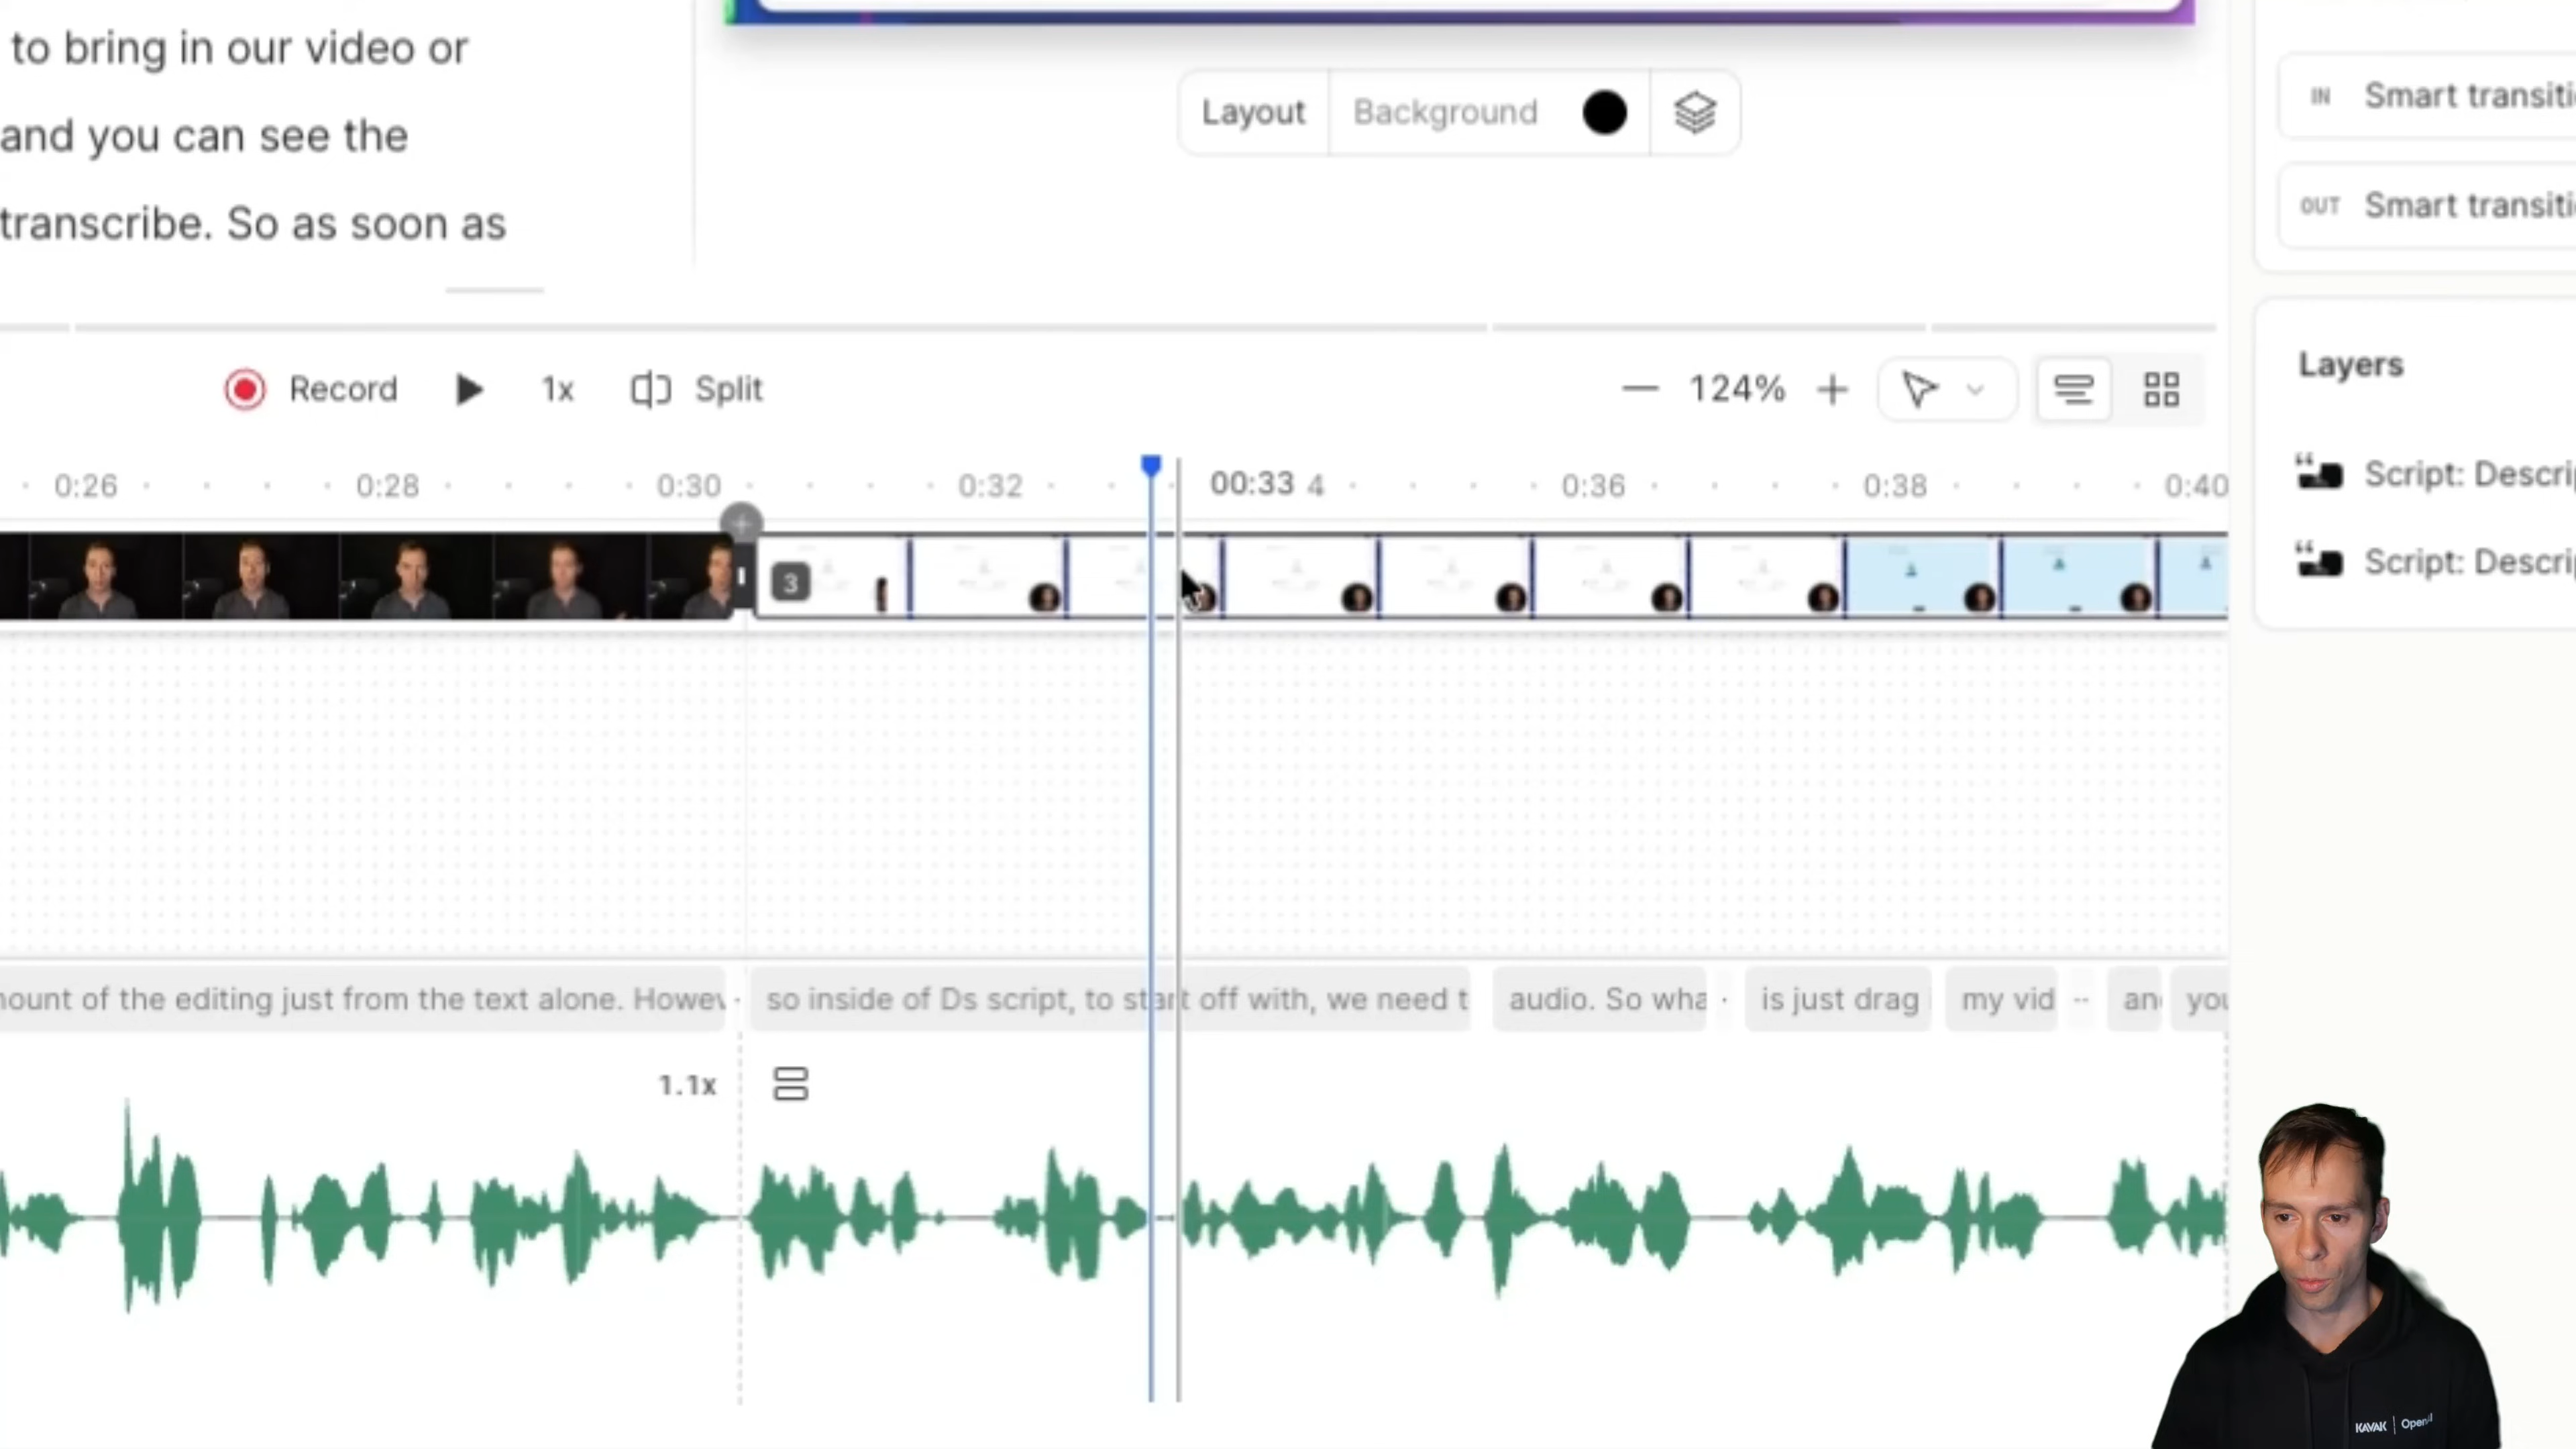 to bring in our video or
and you can see the
transcribe. So as soon as
Layout Background
IN Smart transiti
OUT Smart transiti
Layers
Script: Descri
Script: Descri
Record 1x Split
124%
0:26 0:28 0:30 0:32 00:33 4 0:36 0:38 0:40
3
nount of the editing just from the text alone. Howev
so inside of Ds script, to start off with, we need t
audio. So wha
is just drag
my vid
an
you
1.1x
KAVAK | OpenAI